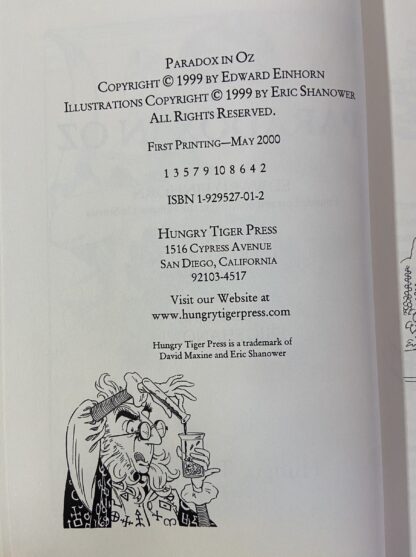 PARADOX IN OZ
COPYRIGHT © 1999 BY EDWARD EINHORN
ILLUSTRATIONS COPYRIGHT © 1999 BY ERIC SHANOWER
ALL RIGHTS RESERVED.
FIRST PRINTING—MAY 2000
1 3 5 7 9 10 8 6 4 2
ISBN 1-929527-01-2
HUNGRY TIGER PRESS
1516 CYPRESS AVENUE
SAN DIEGO, CALIFORNIA
92103-4517
Visit our Website at
www.hungrytigerpress.com
Hungry Tiger Press is a trademark of
David Maxine and Eric Shanower